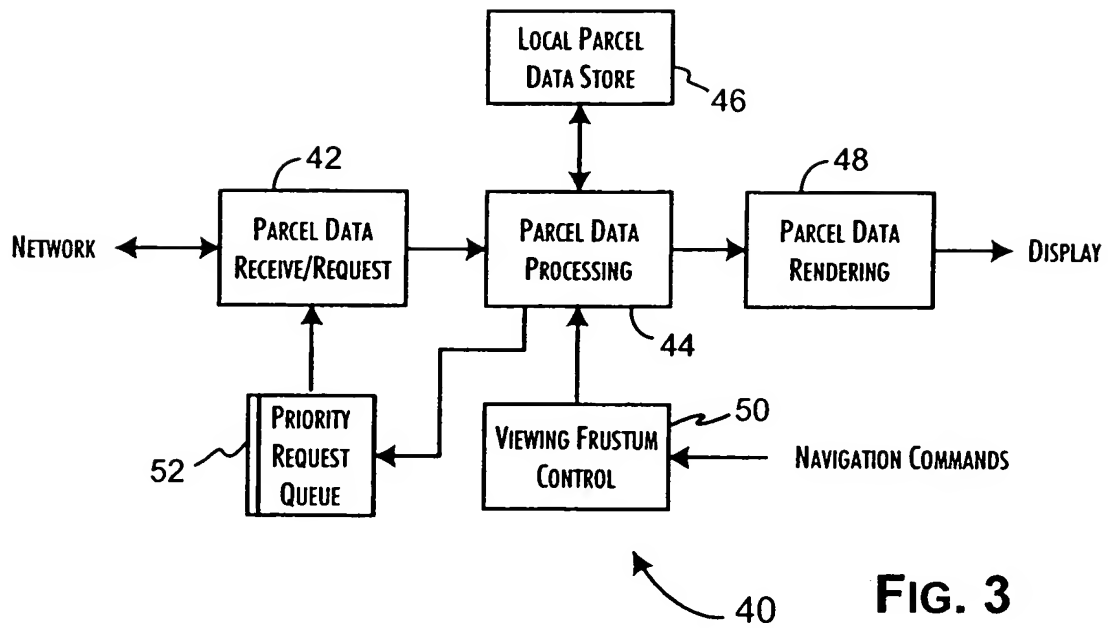 LOCAL PARCEL
DATA STORE
46
42
48
NETWORK
PARCEL DATA
RECEIVE/REQUEST
PARCEL DATA
PROCESSING
PARCEL DATA
RENDERING
DISPLAY
44
52
PRIORITY
REQUEST
QUEUE
VIEWING FRUSTUM
CONTROL
50
NAVIGATION COMMANDS
40
FIG. 3